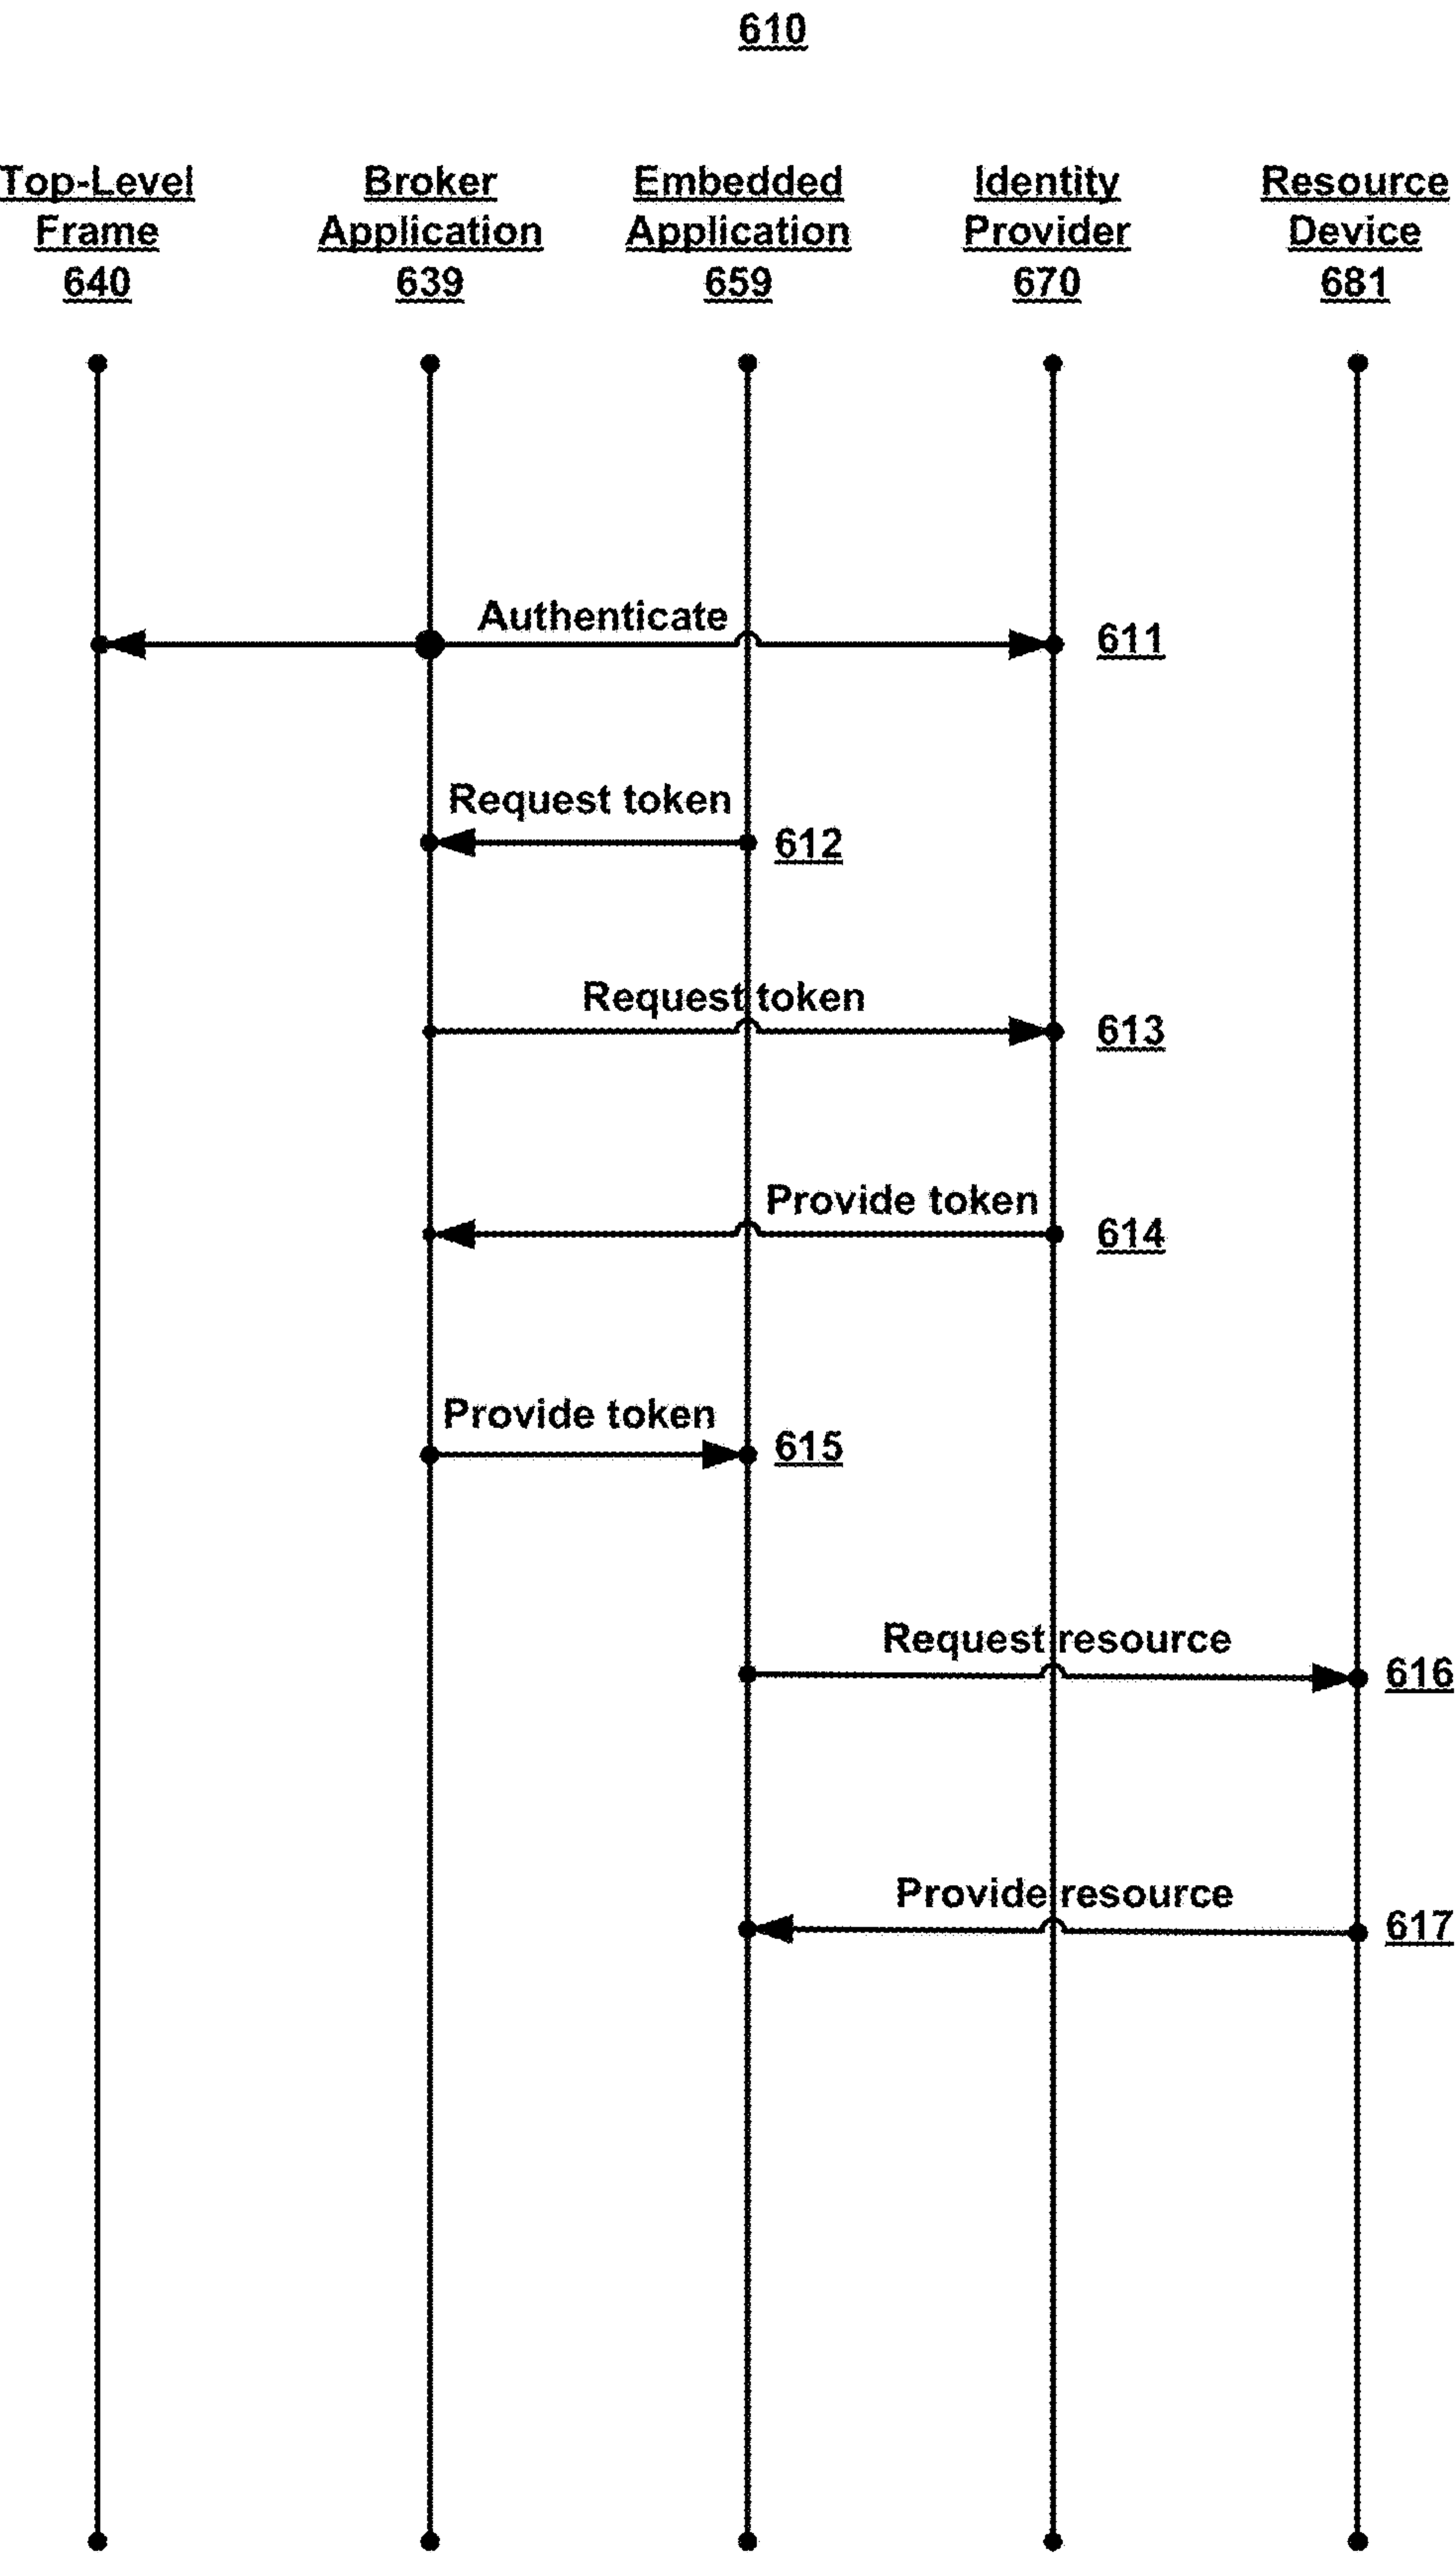 610
Top-Level
Frame
640
Broker
Application
639
Embedded
Application
659
Identity
Provider
670
Resource
Device
681
Authenticate
611
Request token
612
Request token
613
Provide token
614
Provide token
615
Request resource
616
Provide resource
617